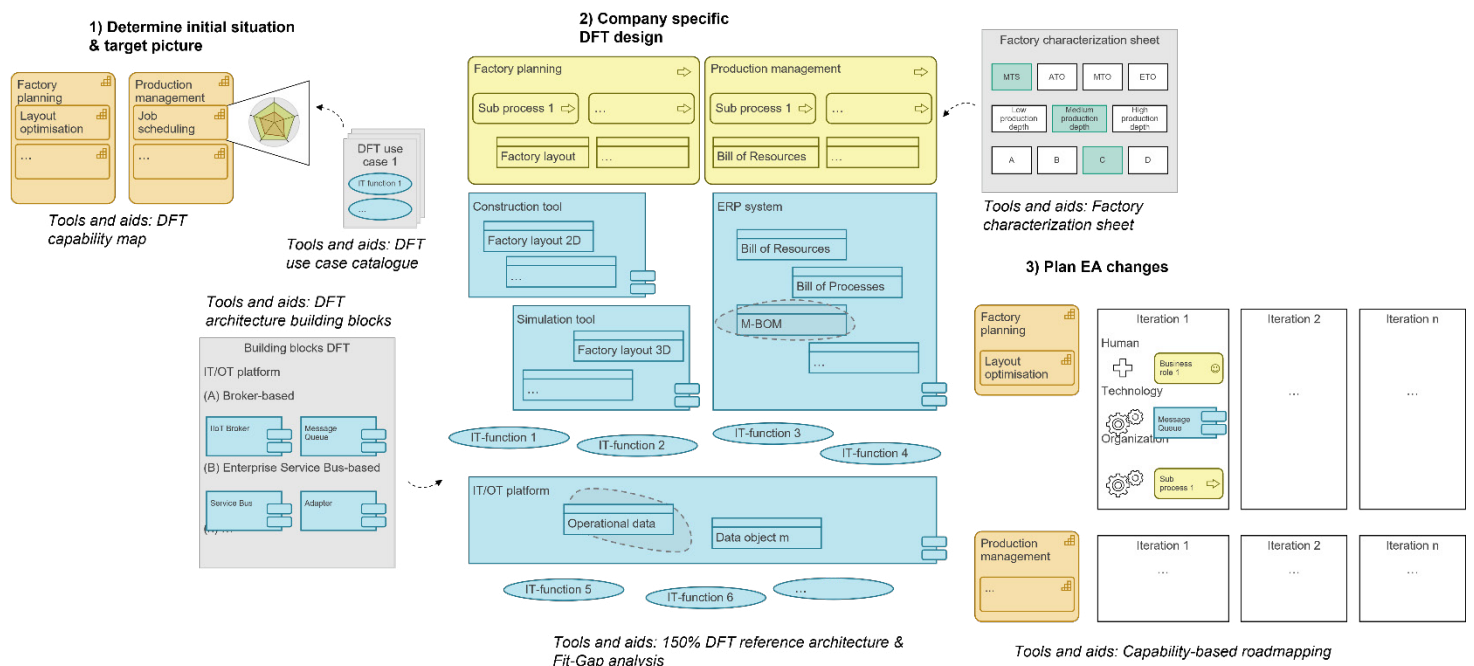 1) Determine initial situation
& target picture
Factory
planning
Layout
optimisation
...
Production
management
Job
scheduling
...
DFT use
case 1
IT function 1
...
Tools and aids: DFT
capability map
Tools and aids: DFT
use case catalogue
Tools and aids: DFT
architecture building blocks
Building blocks DFT
IT/OT platform
(A) Broker-based
IIoT Broker
Message
Queue
(B) Enterprise Service Bus-based
Service Bus
Adapter
2) Company specific
DFT design
Factory planning
Sub process 1
...
Factory layout
...
Production management
Sub process 1
...
Bill of Resources
...
Construction tool
Factory layout 2D
...
Simulation tool
Factory layout 3D
...
ERP system
Bill of Resources
Bill of Processes
M-BOM
...
IT-function 1
IT-function 2
IT-function 3
IT-function 4
IT/OT platform
Operational data
Data object m
IT-function 5
IT-function 6
...
Tools and aids: 150% DFT reference architecture &
Fit-Gap analysis
Factory characterization sheet
MTS
ATO
MTO
ETO
Low
production
depth
Medium
production
depth
High
production
depth
A
B
C
D
Tools and aids: Factory
characterization sheet
3) Plan EA changes
Factory
planning
Layout
optimisation
Iteration 1
Human
Business
role 1
Technology
Message
Queue
Organization
Sub
process 1
Iteration 2
...
Iteration n
...
Production
management
...
Iteration 1
...
Iteration 2
...
Iteration n
...
Tools and aids: Capability-based roadmapping